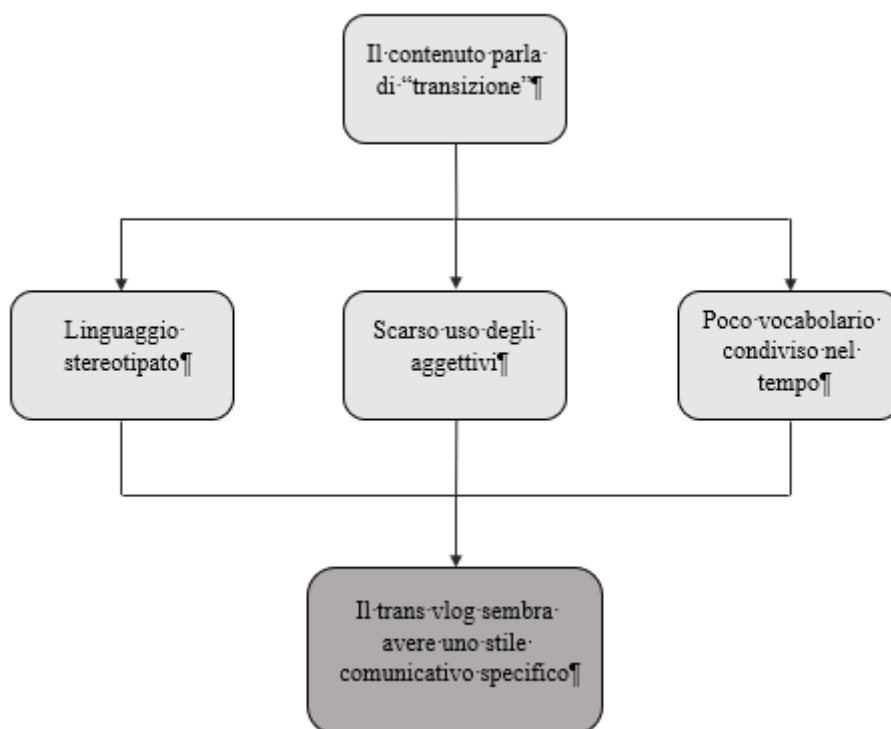 Il·contenuto·parla·
di·“transizione”¶
Linguaggio·
stereotipato¶
Scarso·uso·degli·
aggettivi¶
Poco·vocabolario·
condiviso·nel·
tempo¶
Il·trans·vlog·sembra·
avere·uno·stile·
comunicativo·specifico¶